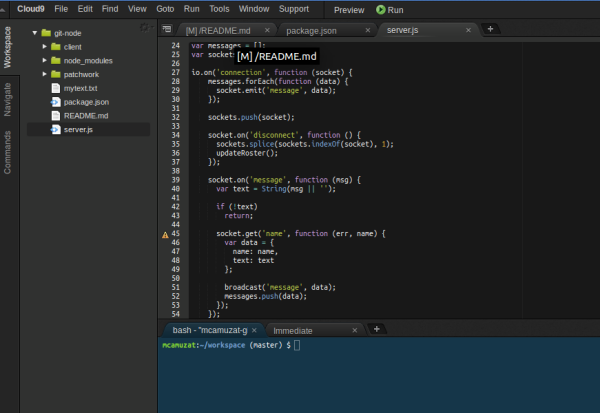 Cloud9 File Edit Find View Goto Run Tools Window Support Preview Run
Workspace
Navigate
Commands
git-node
client
node_modules
patchwork
mytext.txt
package.json
README.md
server.js
[M] /README.md package.json server.js
24 var messages = [];
25 var sockets
[M] /README.md
26
27 io.on('connection', function (socket) {
28 messages.forEach(function (data) {
29 socket.emit('message', data);
30 });
31
32 sockets.push(socket);
33
34 socket.on('disconnect', function () {
35 sockets.splice(sockets.indexOf(socket), 1);
36 updateRoster();
37 });
38
39 socket.on('message', function (msg) {
40 var text = String(msg || '');
41
42 if (!text)
43 return;
44
45 socket.get('name', function (err, name) {
46 var data = {
47 name: name,
48 text: text
49 };
50
51 broadcast('message', data);
52 messages.push(data);
53 });
54 });
bash - "mcamuzat-g Immediate
mcamuzat:~/workspace (master) $